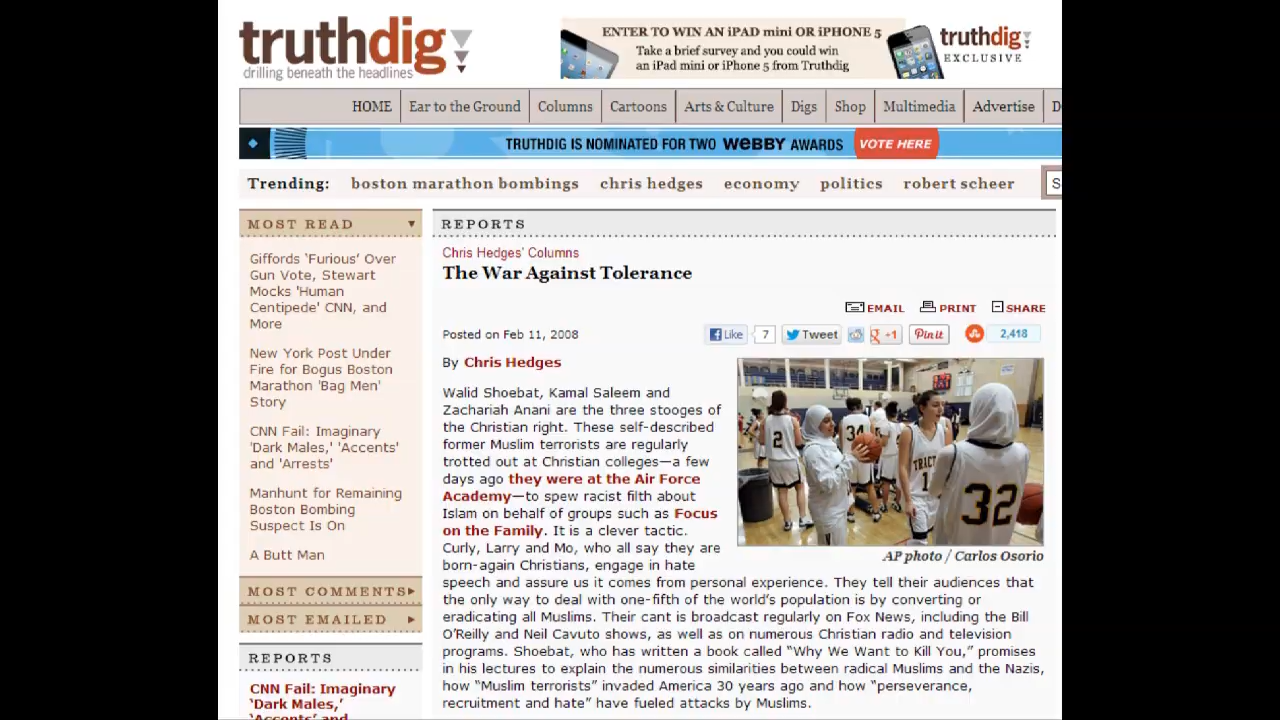 truthdig
drilling beneath the headlines
ENTER TO WIN AN iPAD mini OR iPHONE 5
Take a brief survey and you could win
an iPad mini or iPhone 5 from Truthdig
truthdig
EXCLUSIVE
HOME Ear to the Ground Columns Cartoons Arts & Culture Digs Shop Multimedia Advertise D
TRUTHDIG IS NOMINATED FOR TWO WEBBY AWARDS VOTE HERE
Trending: boston marathon bombings chris hedges economy politics robert scheer S
MOST READ
Giffords ‘Furious’ Over
Gun Vote, Stewart
Mocks 'Human
Centipede' CNN, and
More
New York Post Under
Fire for Bogus Boston
Marathon 'Bag Men'
Story
CNN Fail: Imaginary
'Dark Males,' 'Accents'
and 'Arrests'
Manhunt for Remaining
Boston Bombing
Suspect Is On
A Butt Man
MOST COMMENTS
MOST EMAILED
REPORTS
CNN Fail: Imaginary
‘Dark Males,’
‘Accents’ and
REPORTS
Chris Hedges' Columns
The War Against Tolerance
EMAIL PRINT SHARE
Posted on Feb 11, 2008
Like 7 Tweet +1 Pin it 2,418
By Chris Hedges
Walid Shoebat, Kamal Saleem and
Zachariah Anani are the three stooges of
the Christian right. These self-described
former Muslim terrorists are regularly
trotted out at Christian colleges—a few
days ago they were at the Air Force
Academy—to spew racist filth about
Islam on behalf of groups such as Focus
on the Family. It is a clever tactic.
Curly, Larry and Mo, who all say they are
born-again Christians, engage in hate
speech and assure us it comes from personal experience. They tell their audiences that
the only way to deal with one-fifth of the world’s population is by converting or
eradicating all Muslims. Their cant is broadcast regularly on Fox News, including the Bill
O’Reilly and Neil Cavuto shows, as well as on numerous Christian radio and television
programs. Shoebat, who has written a book called “Why We Want to Kill You,” promises
in his lectures to explain the numerous similarities between radical Muslims and the Nazis,
how “Muslim terrorists” invaded America 30 years ago and how “perseverance,
recruitment and hate” have fueled attacks by Muslims.
2
34
TRACT
1
32
AP photo / Carlos Osorio